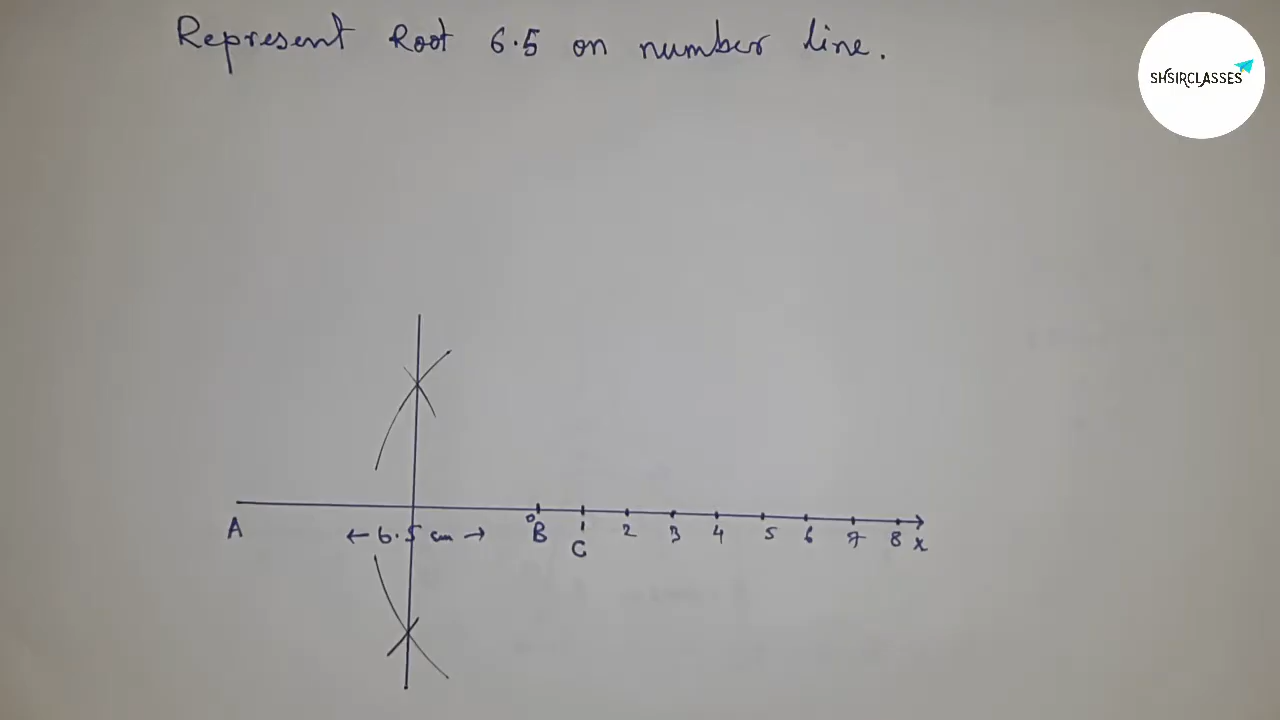 Represent Root 6.5 on number line.
SHSIRCLASSES
A ← 6.5 cm → 0 B 1 2 3 4 5 6 7 8 x
C